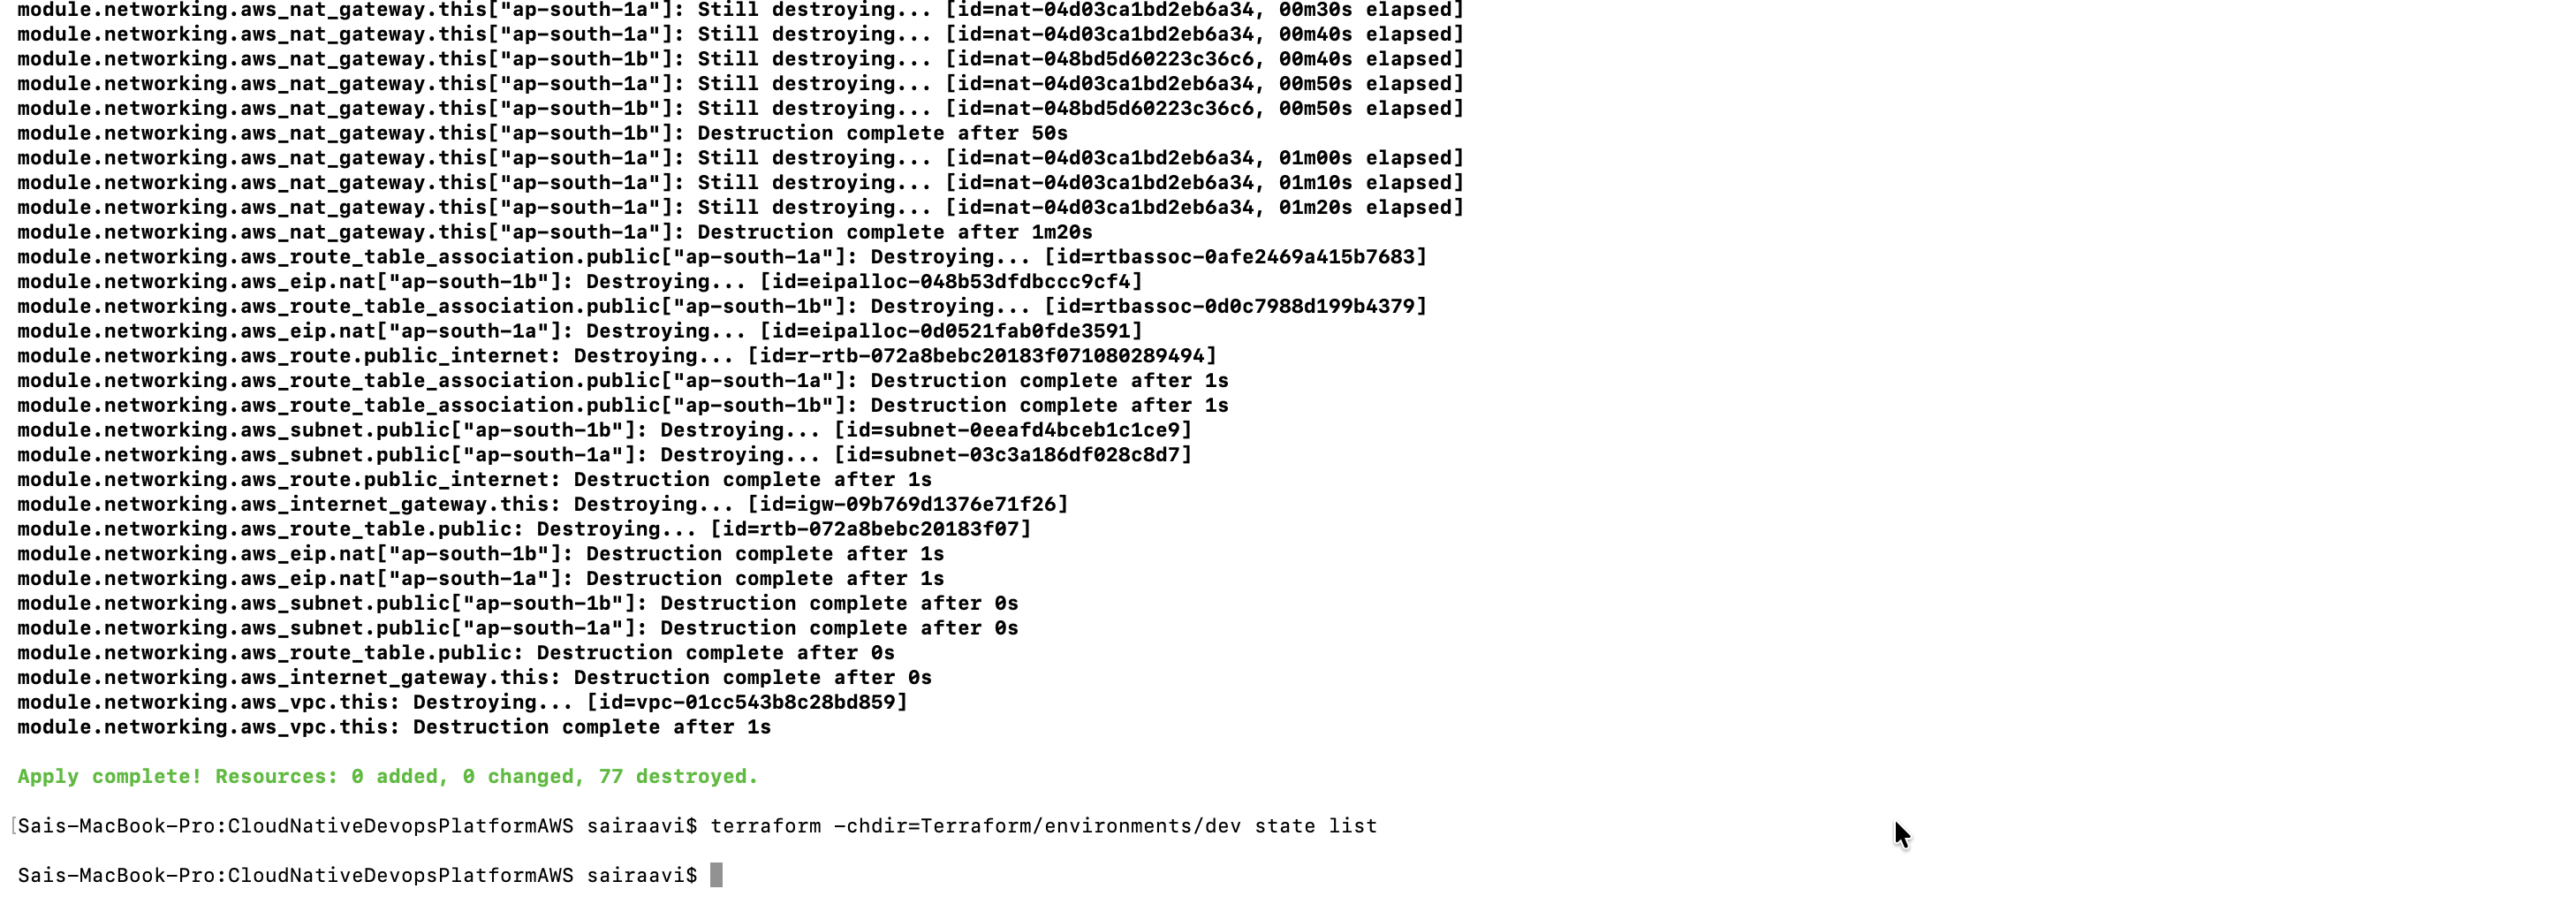 module.networking.aws_nat_gateway.this["ap-south-1a"]: Still destroying... [id=nat-04d03ca1bd2eb6a34, 00m30s elapsed]
module.networking.aws_nat_gateway.this["ap-south-1a"]: Still destroying... [id=nat-04d03ca1bd2eb6a34, 00m40s elapsed]
module.networking.aws_nat_gateway.this["ap-south-1b"]: Still destroying... [id=nat-048bd5d60223c36c6, 00m40s elapsed]
module.networking.aws_nat_gateway.this["ap-south-1a"]: Still destroying... [id=nat-04d03ca1bd2eb6a34, 00m50s elapsed]
module.networking.aws_nat_gateway.this["ap-south-1b"]: Still destroying... [id=nat-048bd5d60223c36c6, 00m50s elapsed]
module.networking.aws_nat_gateway.this["ap-south-1b"]: Destruction complete after 50s
module.networking.aws_nat_gateway.this["ap-south-1a"]: Still destroying... [id=nat-04d03ca1bd2eb6a34, 01m00s elapsed]
module.networking.aws_nat_gateway.this["ap-south-1a"]: Still destroying... [id=nat-04d03ca1bd2eb6a34, 01m10s elapsed]
module.networking.aws_nat_gateway.this["ap-south-1a"]: Still destroying... [id=nat-04d03ca1bd2eb6a34, 01m20s elapsed]
module.networking.aws_nat_gateway.this["ap-south-1a"]: Destruction complete after 1m20s
module.networking.aws_route_table_association.public["ap-south-1a"]: Destroying... [id=rtbassoc-0afe2469a415b7683]
module.networking.aws_eip.nat["ap-south-1b"]: Destroying... [id=eipalloc-048b53dfdbccc9cf4]
module.networking.aws_route_table_association.public["ap-south-1b"]: Destroying... [id=rtbassoc-0d0c7988d199b4379]
module.networking.aws_eip.nat["ap-south-1a"]: Destroying... [id=eipalloc-0d0521fab0fde3591]
module.networking.aws_route.public_internet: Destroying... [id=r-rtb-072a8bebc20183f071080289494]
module.networking.aws_route_table_association.public["ap-south-1a"]: Destruction complete after 1s
module.networking.aws_route_table_association.public["ap-south-1b"]: Destruction complete after 1s
module.networking.aws_subnet.public["ap-south-1b"]: Destroying... [id=subnet-0eeafd4bceb1c1ce9]
module.networking.aws_subnet.public["ap-south-1a"]: Destroying... [id=subnet-03c3a186df028c8d7]
module.networking.aws_route.public_internet: Destruction complete after 1s
module.networking.aws_internet_gateway.this: Destroying... [id=igw-09b769d1376e71f26]
module.networking.aws_route_table.public: Destroying... [id=rtb-072a8bebc20183f07]
module.networking.aws_eip.nat["ap-south-1b"]: Destruction complete after 1s
module.networking.aws_eip.nat["ap-south-1a"]: Destruction complete after 1s
module.networking.aws_subnet.public["ap-south-1b"]: Destruction complete after 0s
module.networking.aws_subnet.public["ap-south-1a"]: Destruction complete after 0s
module.networking.aws_route_table.public: Destruction complete after 0s
module.networking.aws_internet_gateway.this: Destruction complete after 0s
module.networking.aws_vpc.this: Destroying... [id=vpc-01cc543b8c28bd859]
module.networking.aws_vpc.this: Destruction complete after 1s
Apply complete! Resources: 0 added, 0 changed, 77 destroyed.
[Sais-MacBook-Pro:CloudNativeDevopsPlatformAWS sairaavi$ terraform -chdir=Terraform/environments/dev state list
Sais-MacBook-Pro:CloudNativeDevopsPlatformAWS sairaavi$